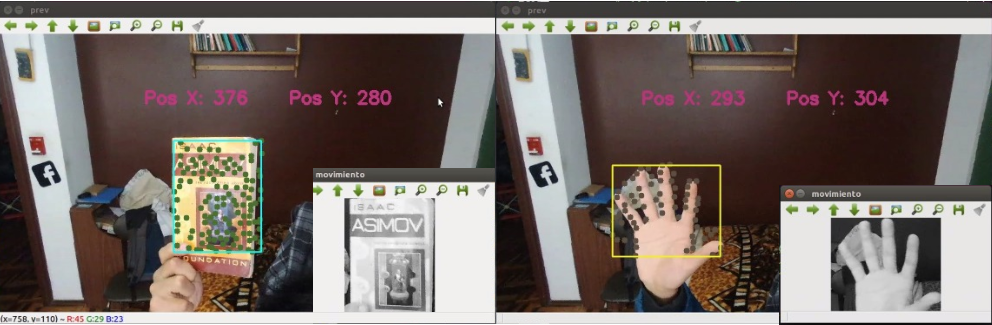 prev
Pos X: 376 Pos Y: 280
ISAAC
FOUNDATION
movimiento
ISAAC
ASIMOV
(x=758, y=110) ~ R:45 G:29 B:23
prev
Pos X: 293 Pos Y: 304
movimiento